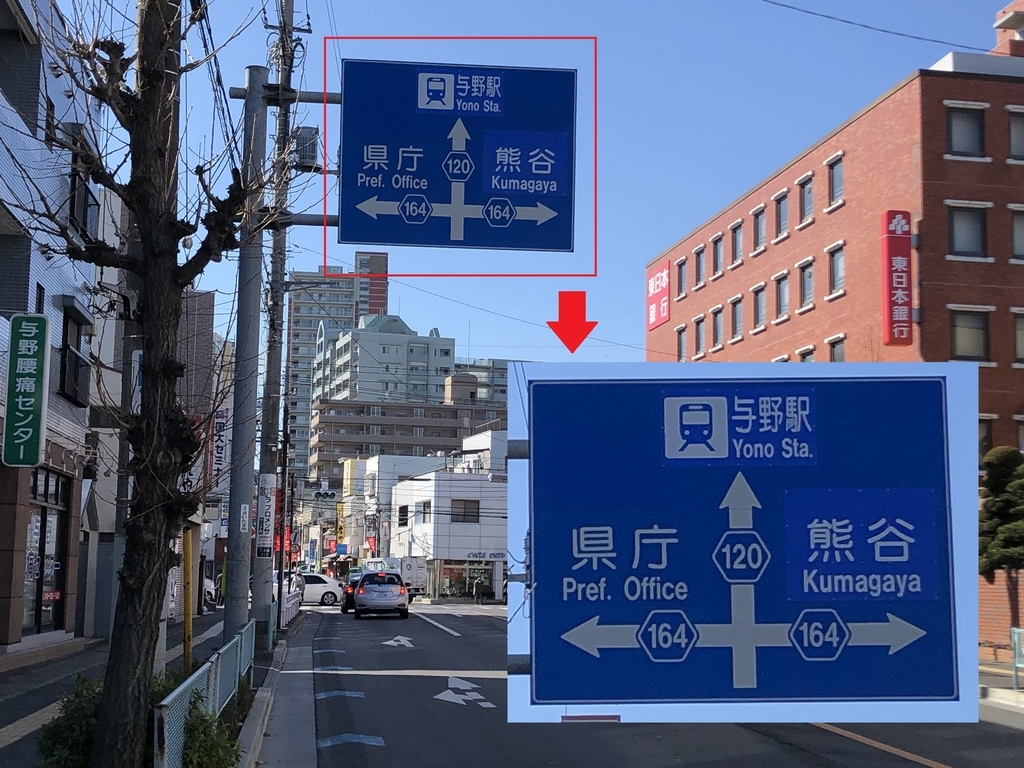 与野駅
Yono Sta.
県庁
Pref. Office
120
熊谷
Kumagaya
164
164
東日本
銀行
東日本銀行
与野腰痛センター
CYCLE SHOP
与野駅
Yono Sta.
県庁
Pref. Office
120
熊谷
Kumagaya
164
164